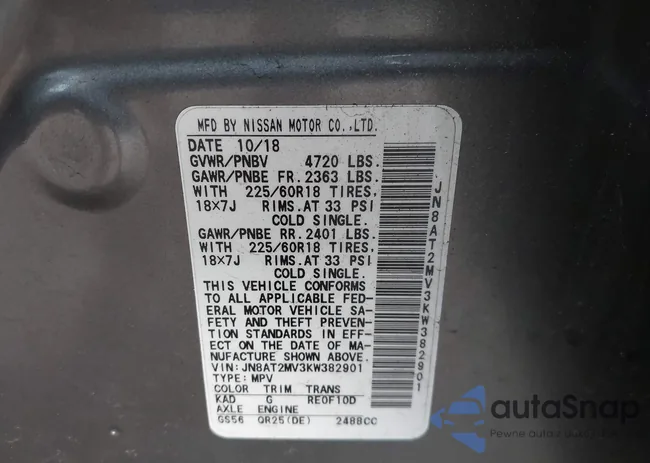 MFD BY NISSAN MOTOR CO.,LTD.
DATE 10/18
GVWR/PNBV 4720 LBS.
GAWR/PNBE FR.2363 LBS.
WITH 225/60R18 TIRES,
18×7J RIMS.AT 33 PSI
COLD SINGLE.
GAWR/PNBE RR.2401 LBS.
WITH 225/60R18 TIRES,
18×7J RIMS.AT 33 PSI
COLD SINGLE.
THIS VEHICLE CONFORMS
TO ALL APPLICABLE FED-
ERAL MOTOR VEHICLE SA-
FETY AND THEFT PREVEN-
TION STANDARDS IN EFF-
ECT ON THE DATE OF MA-
NUFACTURE SHOWN ABOVE.
VIN:JN8AT2MV3KW382901
TYPE:MPV
COLOR TRIM TRANS
KAD G RE0F10D
AXLE ENGINE
GS56 QR25(DE) 2488CC
JN8AT2MV3KW382901
autoSnap
Pewne auta z USA i Kanady